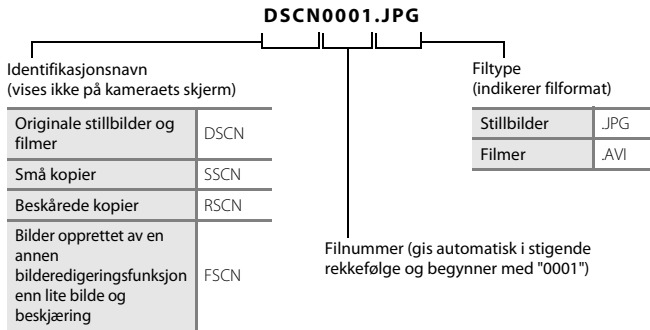 DSCN0001.JPG
Identifikasjonsnavn
(vises ikke på kameraets skjerm)
Originale stillbilder og
filmer
DSCN
Små kopier
SSCN
Beskårede kopier
RSCN
Bilder opprettet av en
annen
bilderedigeringsfunksjon
enn lite bilde og
beskjæring
FSCN
Filtype
(indikerer filformat)
Stillbilder
.JPG
Filmer
.AVI
Filnummer (gis automatisk i stigende
rekkefølge og begynner med "0001")